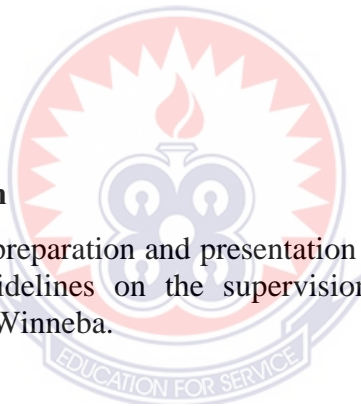 n
preparation and presentation
idelines on the supervision
Winneba.
EDUCATION FOR SERVICE